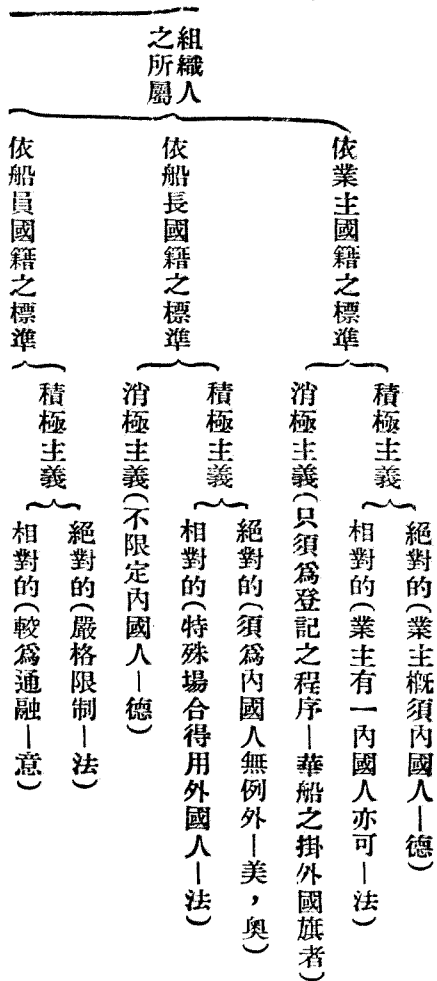 組織人
之所屬
依業主國籍之標準
積極主義
絕對的(業主槪須內國人—德)
相對的(業主有一內國人亦可—法)
消極主義(只須爲登記之程序—華船之掛外國旗者)
依船長國籍之標準
積極主義
絕對的(須爲內國人無例外—美,奧)
相對的(特殊場合得用外國人—法)
消極主義(不限定內國人—德)
依船員國籍之標準
積極主義
絕對的(嚴格限制—法)
相對的(較爲通融—意)